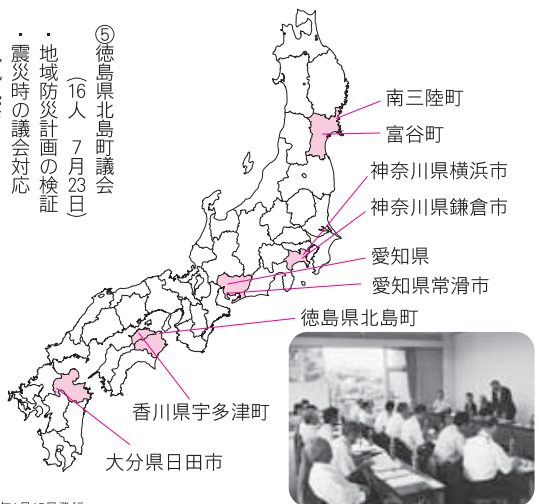 ⑤徳島県北島町議会
(16人 7月23日)
・地域防災計画の検証
・震災時の議会対応
南三陸町
富谷町
神奈川県横浜市
神奈川県鎌倉市
愛知県
愛知県常滑市
徳島県北島町
香川県宇多津町
大分県日田市